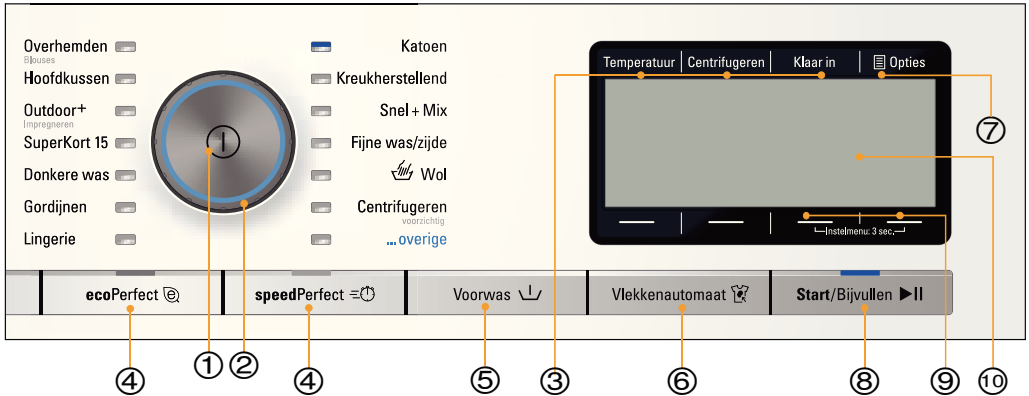 Overhemden
Blouses
Hoofdkussen
Outdoor+
Impregneren
SuperKort 15
Donkere was
Gordijnen
Lingerie
Katoen
Kreukherstellend
Snel + Mix
Fijne was/zijde
Wol
Centrifugeren
voorzichtig
...overige
Temperatuur Centrifugeren Klaar in Opties
Instelmenu: 3 sec.
ecoPerfect speedPerfect Voorwas Vlekkenautomaat Start/Bijvullen
④ ① ② ④ ⑤ ③ ⑥ ⑧ ⑨ ⑩
⑦